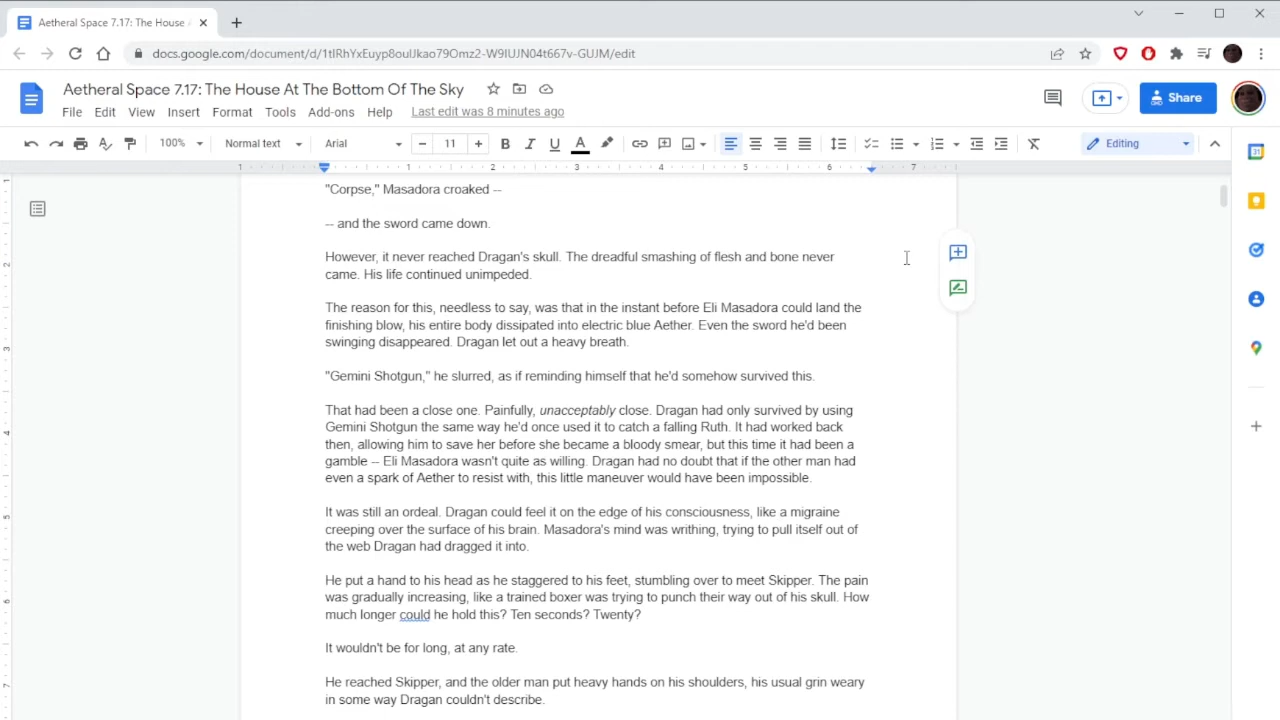 Aetheral Space 7.17: The House
docs.google.com/document/d/1tlRhYxEuyp8oulJkao79Omz2-W9IUJN04t667v-GUJM/edit
Aetheral Space 7.17: The House At The Bottom Of The Sky
File Edit View Insert Format Tools Add-ons Help Last edit was 8 minutes ago
Share
100% Normal text Arial 11 Editing
1 1 2 3 4 5 6 7
"Corpse," Masadora croaked --
-- and the sword came down.
However, it never reached Dragan's skull. The dreadful smashing of flesh and bone never
came. His life continued unimpeded.
The reason for this, needless to say, was that in the instant before Eli Masadora could land the
finishing blow, his entire body dissipated into electric blue Aether. Even the sword he'd been
swinging disappeared. Dragan let out a heavy breath.
"Gemini Shotgun," he slurred, as if reminding himself that he'd somehow survived this.
That had been a close one. Painfully, unacceptably close. Dragan had only survived by using
Gemini Shotgun the same way he'd once used it to catch a falling Ruth. It had worked back
then, allowing him to save her before she became a bloody smear, but this time it had been a
gamble -- Eli Masadora wasn't quite as willing. Dragan had no doubt that if the other man had
even a spark of Aether to resist with, this little maneuver would have been impossible.
It was still an ordeal. Dragan could feel it on the edge of his consciousness, like a migraine
creeping over the surface of his brain. Masadora's mind was writhing, trying to pull itself out of
the web Dragan had dragged it into.
He put a hand to his head as he staggered to his feet, stumbling over to meet Skipper. The pain
was gradually increasing, like a trained boxer was trying to punch their way out of his skull. How
much longer could he hold this? Ten seconds? Twenty?
It wouldn't be for long, at any rate.
He reached Skipper, and the older man put heavy hands on his shoulders, his usual grin weary
in some way Dragan couldn't describe.